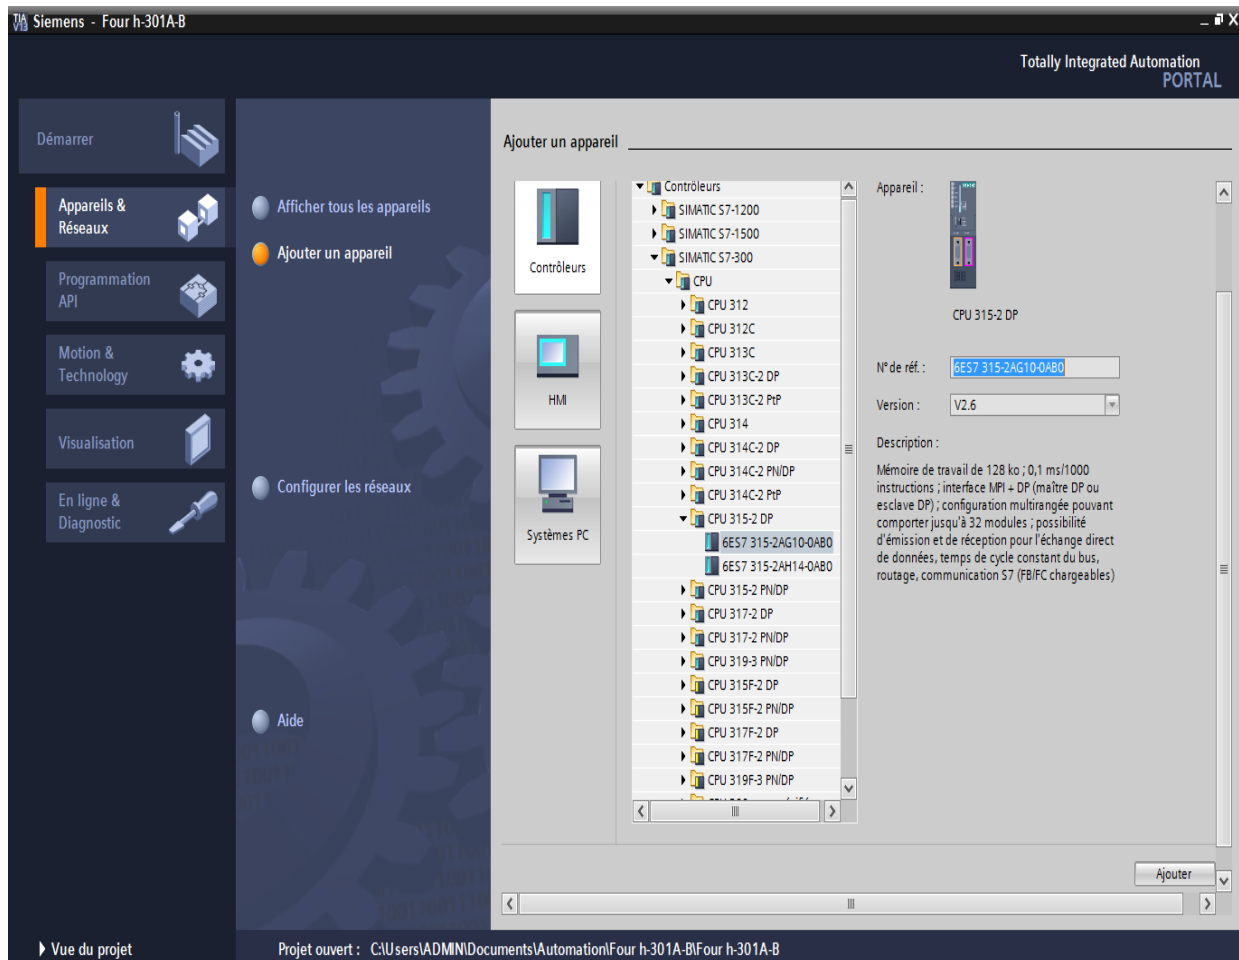 TIA
V13
Siemens - Four h-301A-B
Totally Integrated Automation
PORTAL
Démarrer
Appareils &
Réseaux
Programmation
API
Motion &
Technology
Visualisation
En ligne &
Diagnostic
Afficher tous les appareils
Ajouter un appareil
Configurer les réseaux
Aide
Ajouter un appareil
Contrôleurs
HMI
Systèmes PC
Contrôleurs
SIMATIC S7-1200
SIMATIC S7-1500
SIMATIC S7-300
CPU
CPU 312
CPU 312C
CPU 313C
CPU 313C-2 DP
CPU 313C-2 PtP
CPU 314
CPU 314C-2 DP
CPU 314C-2 PN/DP
CPU 314C-2 PtP
CPU 315-2 DP
6ES7 315-2AG10-0AB0
6ES7 315-2AH14-0AB0
CPU 315-2 PN/DP
CPU 317-2 DP
CPU 317-2 PN/DP
CPU 319-3 PN/DP
CPU 315F-2 DP
CPU 315F-2 PN/DP
CPU 317F-2 DP
CPU 317F-2 PN/DP
CPU 319F-3 PN/DP
Appareil :
CPU 315-2 DP
N° de réf. :
6ES7 315-2AG10-0AB0
Version :
V2.6
Description :
Mémoire de travail de 128 ko ; 0,1 ms/1000
instructions ; interface MPI + DP (maître DP ou
esclave DP) ; configuration multirangée pouvant
comporter jusqu'à 32 modules ; possibilité
d'émission et de réception pour l'échange direct
de données, temps de cycle constant du bus,
routage, communication S7 (FB/FC chargeables)
Ajouter
Vue du projet
Projet ouvert : C:\Users\ADMIN\Documents\Automation\Four h-301A-B\Four h-301A-B